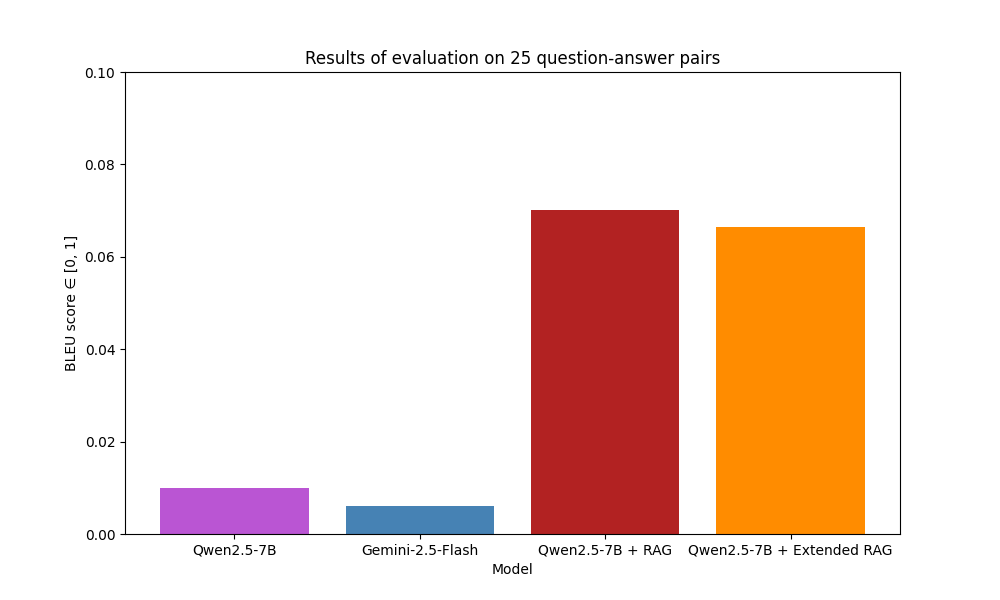 Results of evaluation on 25 question-answer pairs
BLEU score ∈ [0, 1]
0.10
0.08
0.06
0.04
0.02
0.00
Qwen2.5-7B
Gemini-2.5-Flash
Qwen2.5-7B + RAG
Qwen2.5-7B + Extended RAG
Model